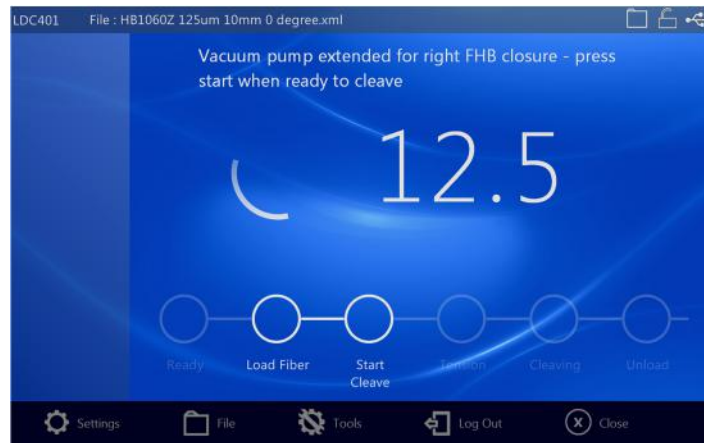 LDC401 File : HB1060Z 125um 10mm 0 degree.xml
Vacuum pump extended for right FHB closure - press
start when ready to cleave
12.5
Ready Load Fiber Start Tension Cleaving Unload
Cleave
Settings File Tools Log Out Close